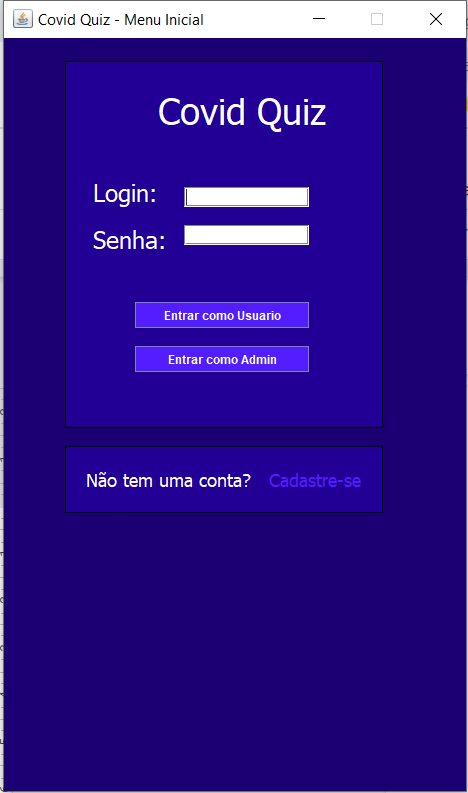 Covid Quiz - Menu Inicial
Covid Quiz
Login:
Senha:
Entrar como Usuario
Entrar como Admin
Não tem uma conta? Cadastre-se